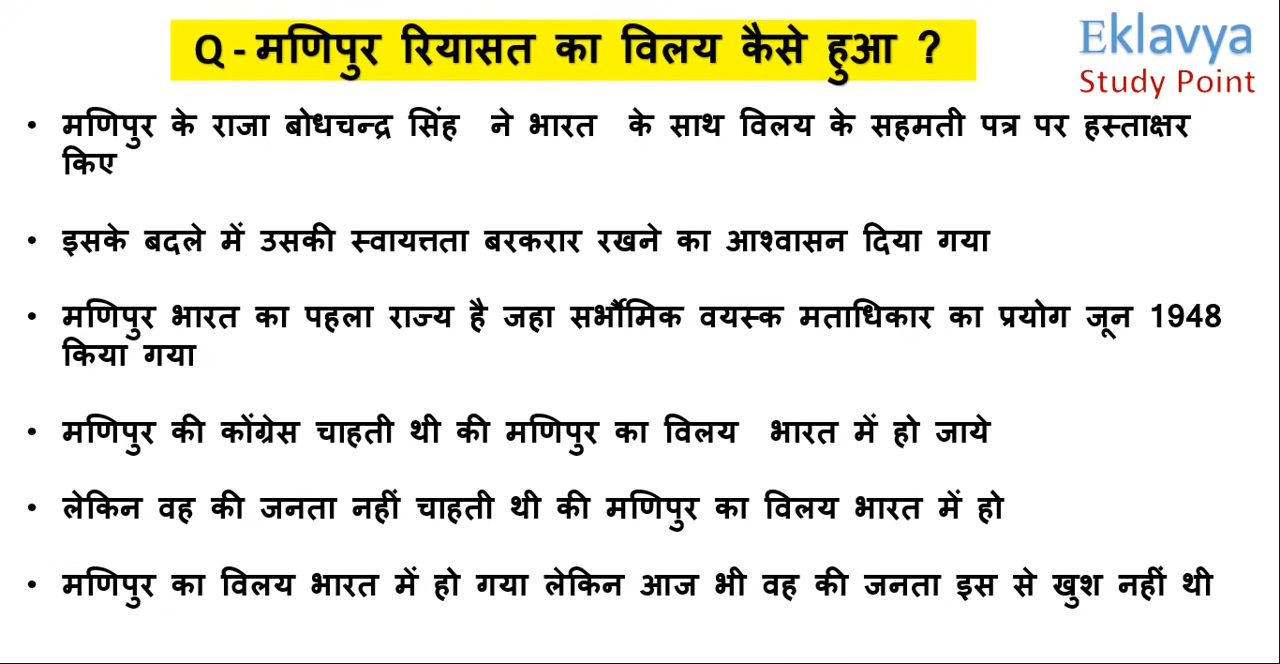 Q - मणिपुर रियासत का विलय कैसे हुआ ?
Eklavya
Study Point
• मणिपुर के राजा बोधचन्द्र सिंह ने भारत के साथ विलय के सहमती पत्र पर हस्ताक्षर
किए
• इसके बदले में उसकी स्वायत्तता बरकरार रखने का आश्वासन दिया गया
• मणिपुर भारत का पहला राज्य है जहा सर्भौमिक वयस्क मताधिकार का प्रयोग जून 1948
किया गया
• मणिपुर की कोंग्रेस चाहती थी की मणिपुर का विलय भारत में हो जाये
• लेकिन वह की जनता नहीं चाहती थी की मणिपुर का विलय भारत में हो
• मणिपुर का विलय भारत में हो गया लेकिन आज भी वह की जनता इस से खुश नहीं थी